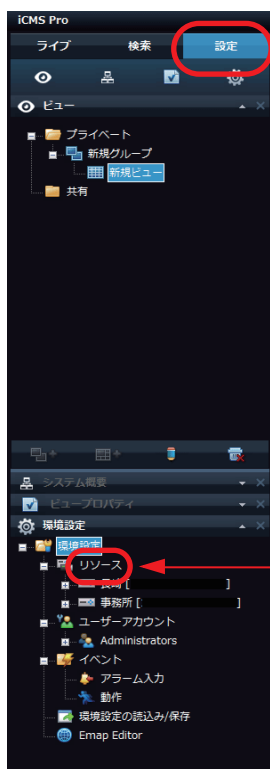 iCMS Pro
ライブ 検索 設定
ビュー
プライベート
新規グループ
新規ビュー
共有
システム概要
ビュープロパティ
環境設定
環境設定
リソース
長崎 [ ]
事務所 [ ]
ユーザーアカウント
Administrators
イベント
アラーム入力
動作
環境設定の読込み/保存
Emap Editor